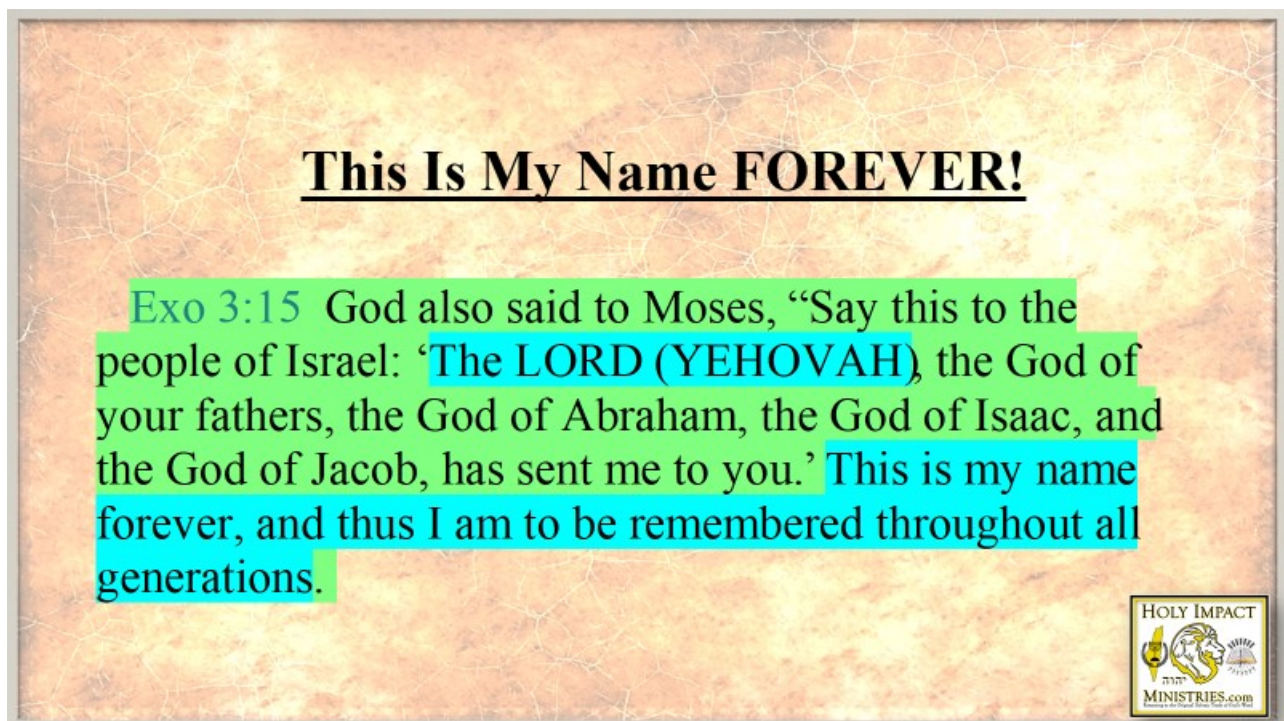 This Is My Name FOREVER!
Exo 3:15 God also said to Moses, “Say this to the
people of Israel: ‘The LORD (YEHOVAH), the God of
your fathers, the God of Abraham, the God of Isaac, and
the God of Jacob, has sent me to you.’ This is my name
forever, and thus I am to be remembered throughout all
generations.
HOLY IMPACT
יהוה
MINISTRIES.com